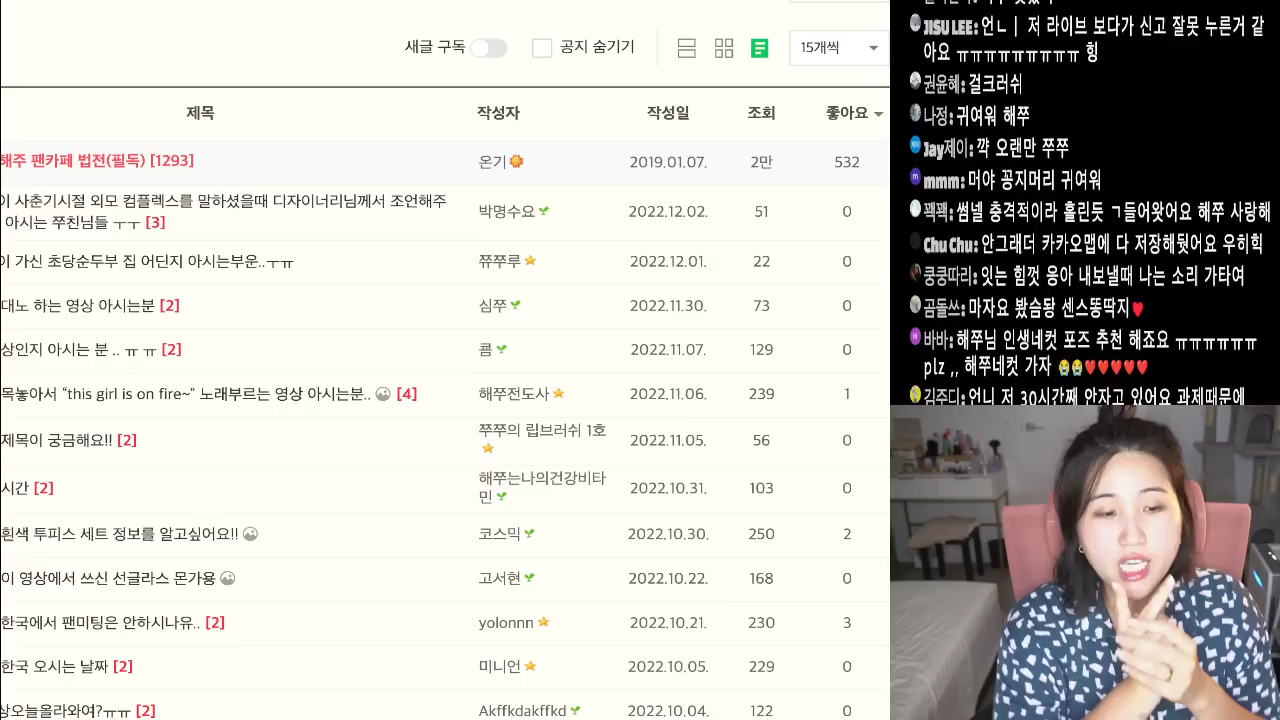 새글 구독 공지 숨기기 15개씩
제목 작성자 작성일 조회 좋아요
해주 팬카페 법전(필독) [1293] 온기 2019.01.07. 2만 532
이 사춘기시절 외모 컴플렉스를 말하셨을때 디자이너리님께서 조언해주
아시는 쭈친님들 ㅜㅜ [3] 박명수요 2022.12.02. 51 0
이 가신 초당순두부 집 어딘지 아시는부운..ㅜㅠ 쮸쭈루 2022.12.01. 22 0
대노 하는 영상 아시는분 [2] 심쭈 2022.11.30. 73 0
상인지 아시는 분 .. ㅠ ㅠ [2] 콤 2022.11.07. 129 0
목놓아서 “this girl is on fire~” 노래부르는 영상 아시는분.. [4] 해쭈전도사 2022.11.06. 239 1
제목이 궁금해요!! [2] 쭈쭈의 립브러쉬 1호 2022.11.05. 56 0
시간 [2] 해쭈는나의건강비타
민 2022.10.31. 103 0
흰색 투피스 세트 정보를 알고싶어요!! 코스믹 2022.10.30. 250 2
이 영상에서 쓰신 선글라스 몬가용 고서현 2022.10.22. 168 0
한국에서 팬미팅은 안하시나유.. [2] yolonnn 2022.10.21. 230 3
한국 오시는 날짜 [2] 미니언 2022.10.05. 229 0
상오늘올라와여?ㅠㅠ [2] Akffkdakffkd 2022.10.04. 122 0
JISU LEE: 언ㄴㅣ 저 라이브 보다가 신고 잘못 누른거 같
아요 ㅠㅠㅠㅠㅠㅠㅠㅠㅠ 힝
권윤혜: 걸크러쉬
나정: 귀여워 해쭈
Jay제이: 꺅 오랜만 쭈쭈
mmm: 머야 꽁지머리 귀여워
꽥꽥: 썸넬 충격적이라 홀린듯 ㄱ들어왔어요 해쭈 사랑해
Chu Chu: 안그래더 카카오맵에 다 저장해뒀어요 우히힉
쿵쿵따리: 잇는 힘껏 응아 내보낼때 나는 소리 가타여
곰돌쓰: 마자요 봤슴돵 센스똥딱지♥
바바: 해쭈님 인생네컷 포즈 추천 해죠요 ㅠㅠㅠㅠㅠㅠ
plz ,, 해쭈네컷 가자 😭😭♥♥♥♥♥
김주디: 언니 저 30시간째 안자고 있어요 과제때문에